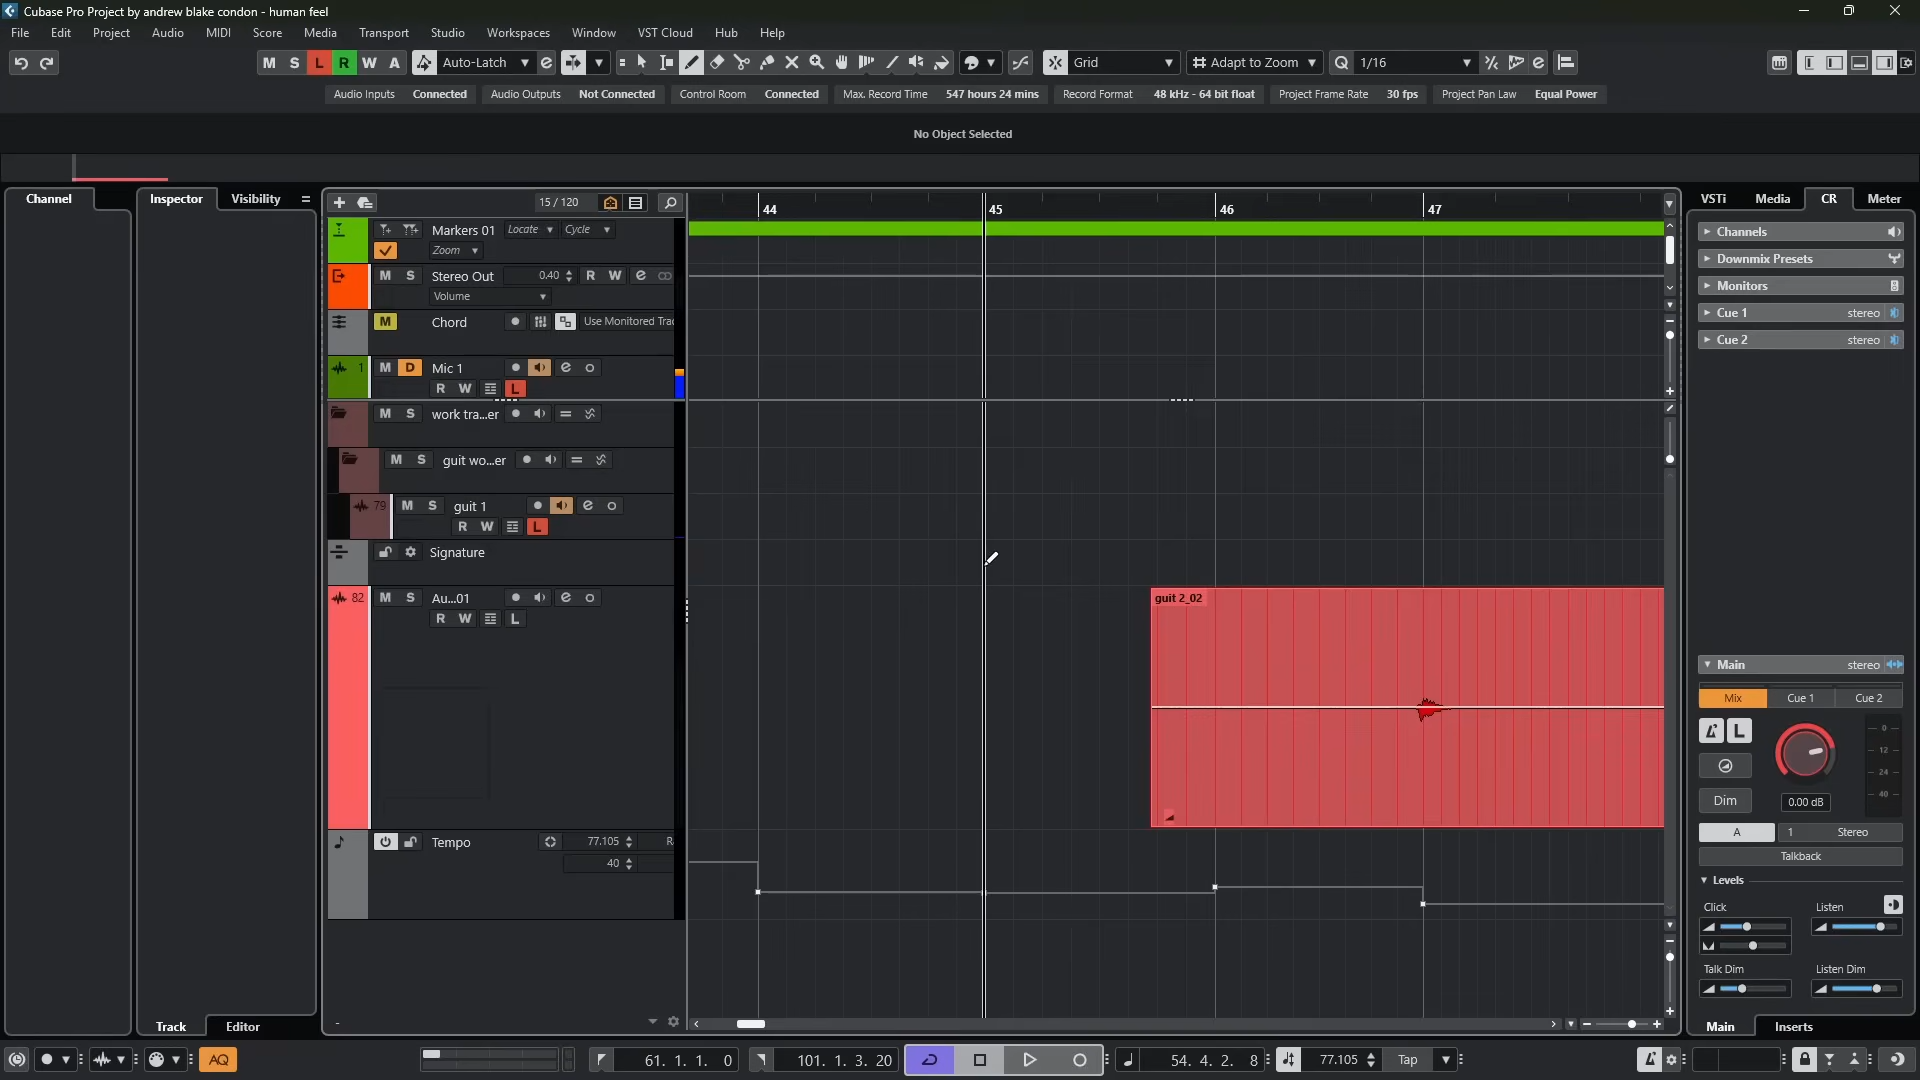 Cubase Pro Project by andrew blake condon - human feel
File Edit Project Audio MIDI Score Media Transport Studio Workspaces Window VST Cloud Hub Help
M S L R W A Auto-Latch e Grid Adapt to Zoom Q 1/16 e
Audio Inputs Connected Audio Outputs Not Connected Control Room Connected Max. Record Time 547 hours 24 mins Record Format 48 kHz - 64 bit float Project Frame Rate 30 fps Project Pan Law Equal Power
No Object Selected
Channel Inspector Visibility 15 / 120 VSTi Media CR Meter
44 45 46 47
Markers 01 Locate Cycle
Zoom
M S Stereo Out 0.40 R W e
Volume
M Chord Use Monitored Trac
1 M D Mic 1 e
R W L
M S work tra...er
M S guit wo...er
79 M S guit 1 e
R W L
Signature
82 M S Au...01 e
R W L
guit 2_02
Tempo 77.105 R
40
Channels
Downmix Presets
Monitors
Cue 1 stereo
Cue 2 stereo
Main stereo
Mix Cue 1 Cue 2
L
0
12
24
40
Dim 0.00 dB
A 1 Stereo
Talkback
Levels
Click Listen
Talk Dim Listen Dim
Main Inserts
Track Editor
AQ 61. 1. 1. 0 101. 1. 3. 20 54. 4. 2. 8 77.105 Tap